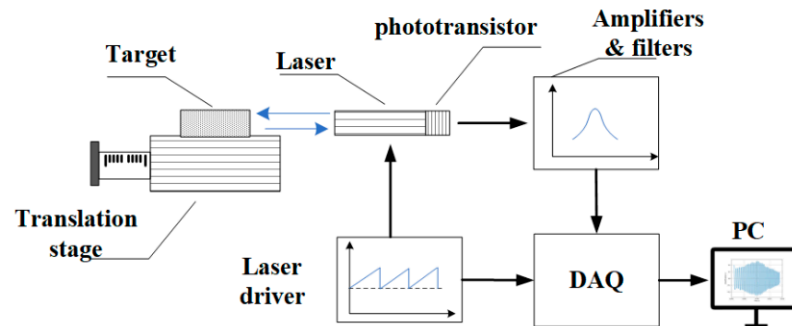 Target
Laser
phototransistor
Amplifiers
& filters
Translation
stage
Laser
driver
DAQ
PC